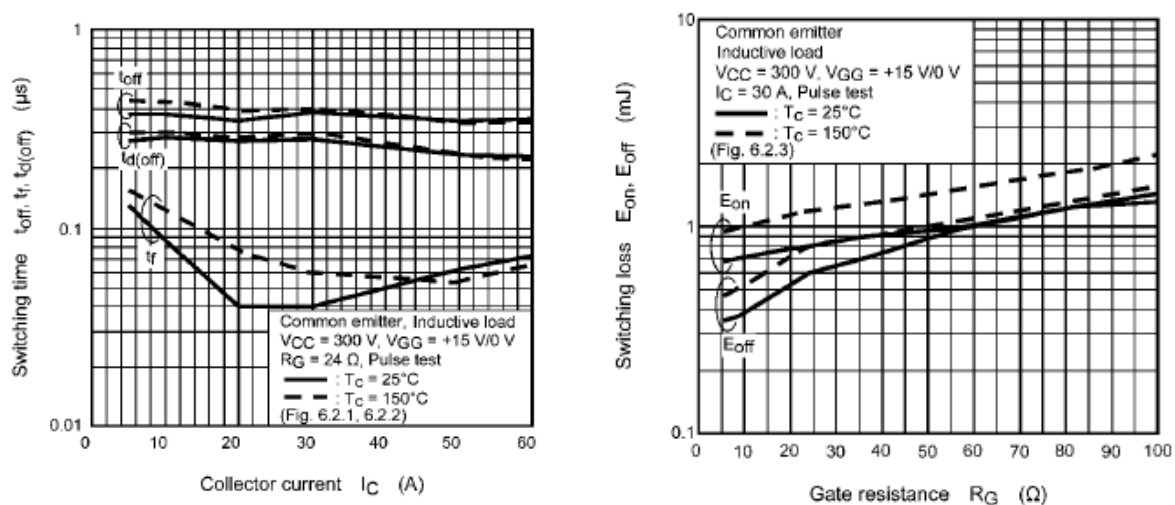 1
0.1
0.01
Switching time toff, tf, td(off) (μs)
toff
td(off)
tf
Common emitter, Inductive load
VCC = 300 V, VGG = +15 V/0 V
RG = 24 Ω, Pulse test
: Tc = 25°C
: Tc = 150°C
(Fig. 6.2.1, 6.2.2)
0 10 20 30 40 50 60
Collector current IC (A)
10
1
0.1
Switching loss Eon, Eoff (mJ)
Common emitter
Inductive load
VCC = 300 V, VGG = +15 V/0 V
IC = 30 A, Pulse test
: Tc = 25°C
: Tc = 150°C
(Fig. 6.2.3)
Eon
Eoff
0 10 20 30 40 50 60 70 80 90 100
Gate resistance RG (Ω)